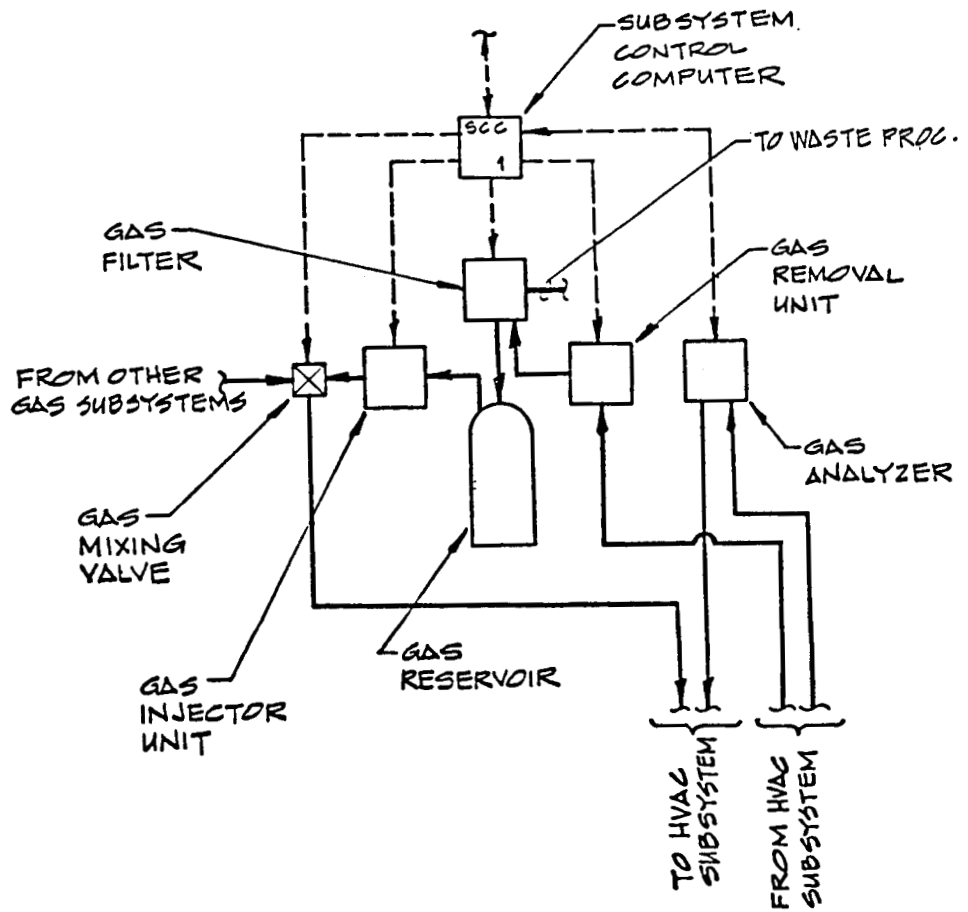 SUBSYSTEM.
CONTROL
COMPUTER
SCC
1
TO WASTE PROC.
GAS
FILTER
GAS
REMOVAL
UNIT
FROM OTHER
GAS SUBSYSTEMS
GAS
ANALYZER
GAS
MIXING
VALVE
GAS
RESERVOIR
GAS
INJECTOR
UNIT
TO HVAC
SUBSYSTEM
FROM HVAC
SUBSYSTEM